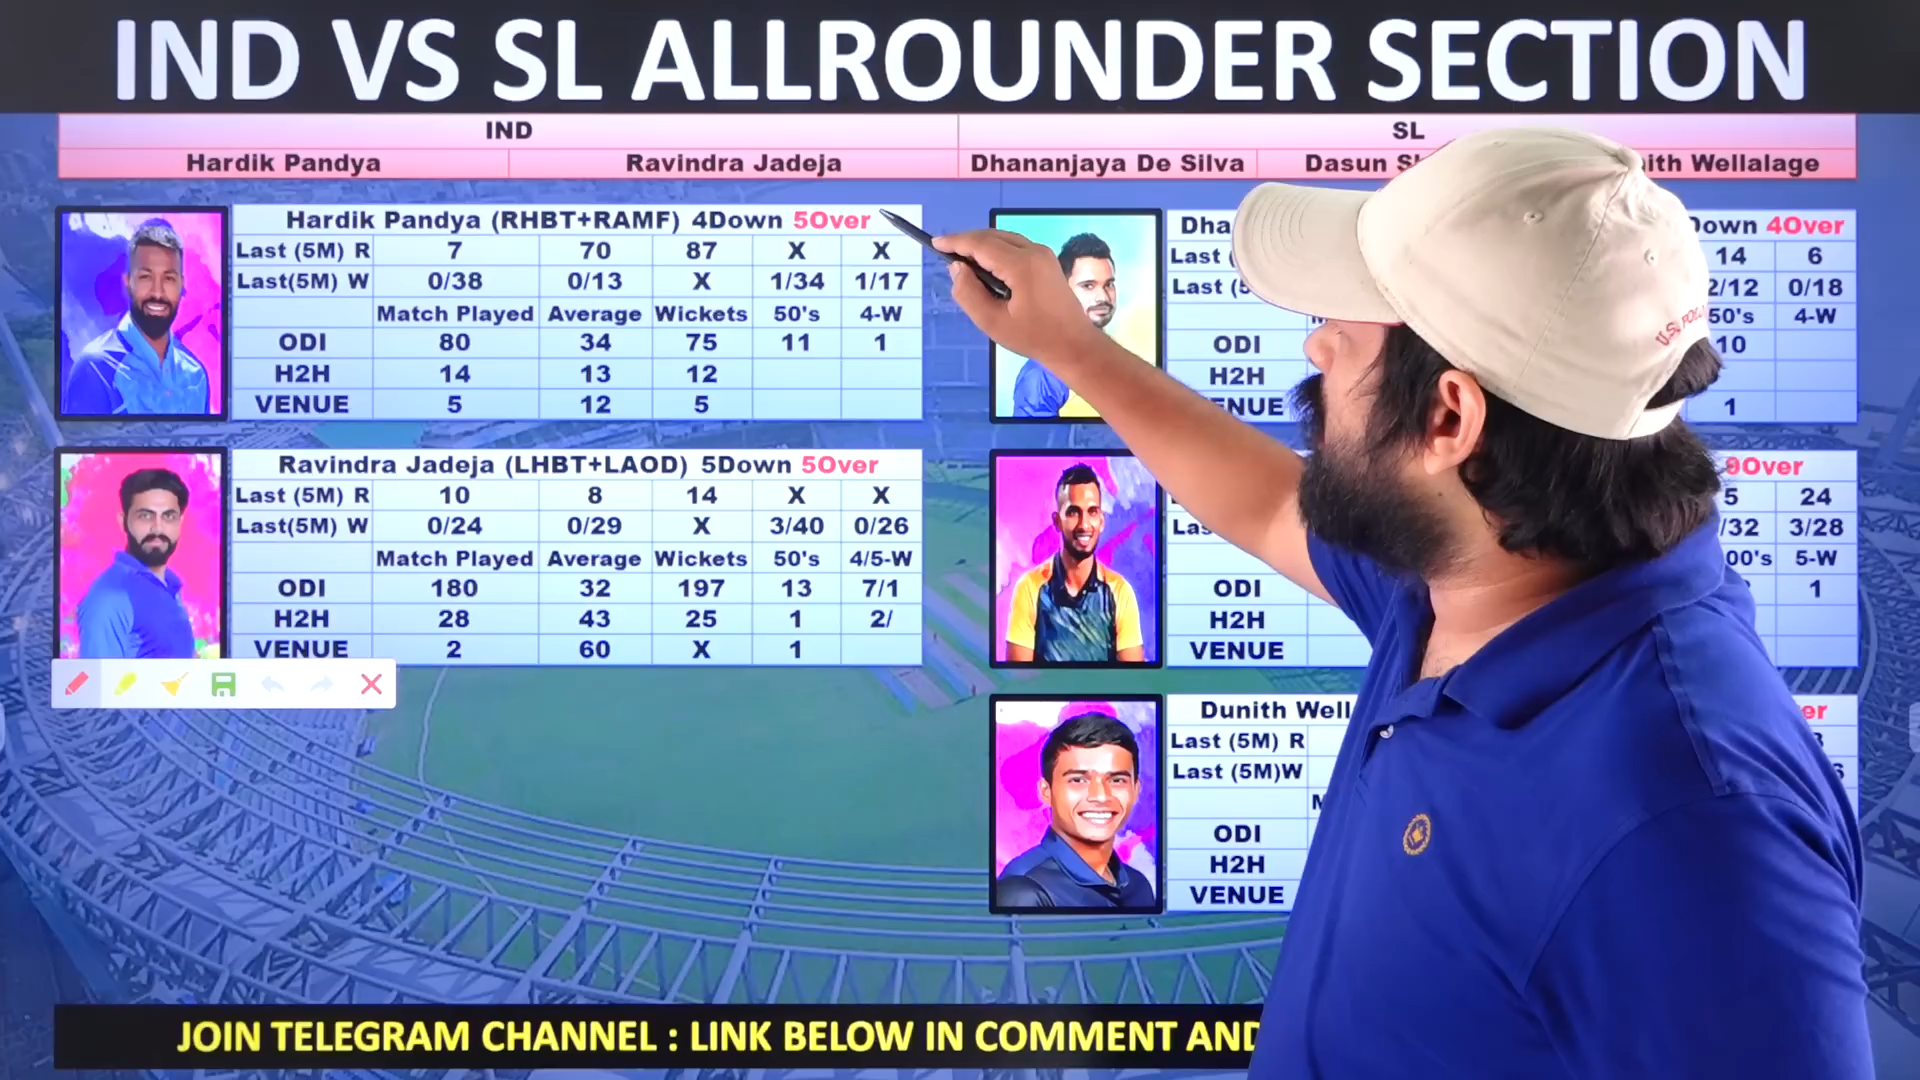 IND VS SL ALLROUNDER SECTION
IND SL
Hardik Pandya Ravindra Jadeja Dhananjaya De Silva Dasun Wellalage
Hardik Pandya (RHBT+RAMF) 4Down 5Over
Last (5M) R 7 70 87 X X
Last(5M) W 0/38 0/13 X 1/34 1/17
Match Played Average Wickets 50's 4-W
ODI 80 34 75 11 1
H2H 14 13 12
VENUE 5 12 5
Ravindra Jadeja (LHBT+LAOD) 5Down 5Over
Last (5M) R 10 8 14 X X
Last(5M) W 0/24 0/29 X 3/40 0/26
Match Played Average Wickets 50's 4/5-W
ODI 180 32 197 13 7/1
H2H 28 43 25 1 2/
VENUE 2 60 X 1
Dha Down 4Over
Last 14 6
Last (5 2/12 0/18
50's 4-W
ODI 10
H2H
VENUE 1
9Over
5 24
Las /32 3/28
00's 5-W
ODI 1
H2H
VENUE
Dunith Well er
Last (5M) R
Last (5M)W
ODI
H2H
VENUE
JOIN TELEGRAM CHANNEL : LINK BELOW IN COMMENT AND